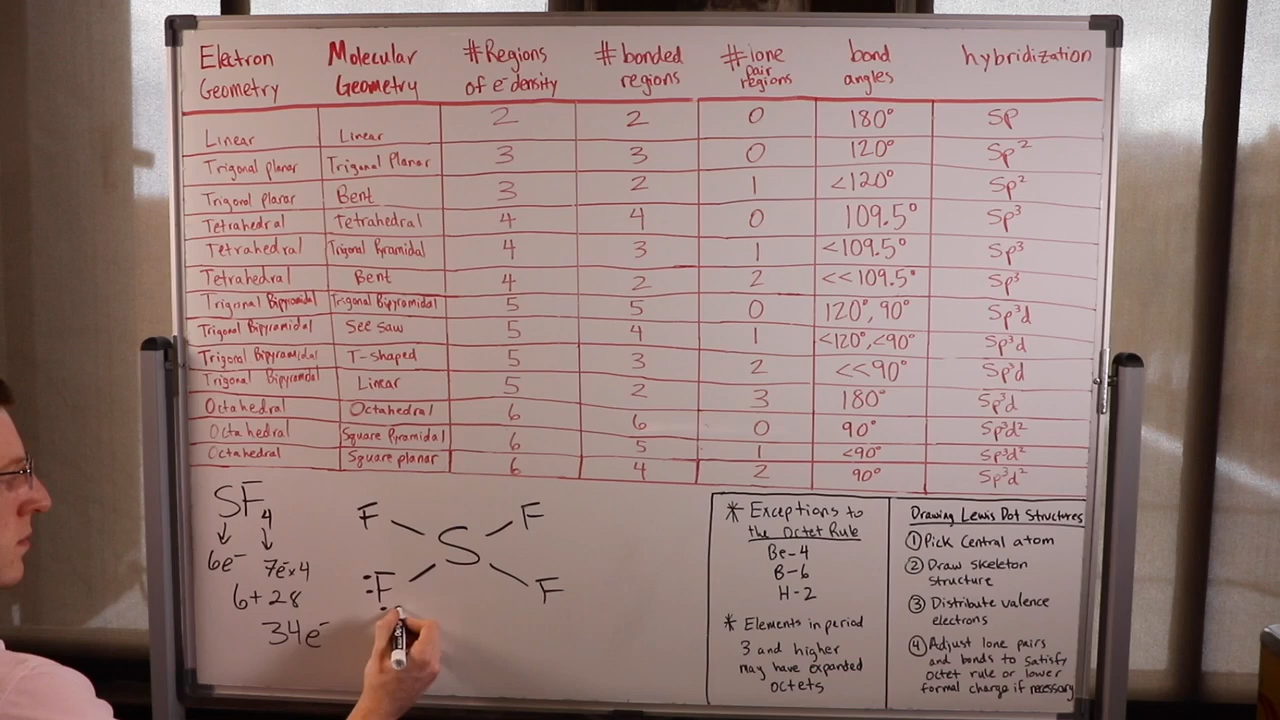 Electron Geometry | Molecular Geometry | # Regions of e⁻ density | # bonded regions | # lone pair regions | bond angles | hybridization
Linear | Linear | 2 | 2 | 0 | 180° | Sp
Trigonal planar | Trigonal Planar | 3 | 3 | 0 | 120° | Sp²
Trigonal planar | Bent | 3 | 2 | 1 | <120° | Sp²
Tetrahedral | Tetrahedral | 4 | 4 | 0 | 109.5° | Sp³
Tetrahedral | Trigonal Pyramidal | 4 | 3 | 1 | <109.5° | Sp³
Tetrahedral | Bent | 4 | 2 | 2 | <<109.5° | Sp³
Trigonal Bipyramidal | Trigonal Bipyramidal | 5 | 5 | 0 | 120°, 90° | Sp³d
Trigonal Bipyramidal | See saw | 5 | 4 | 1 | <120°, <90° | Sp³d
Trigonal Bipyramidal | T-shaped | 5 | 3 | 2 | <<90° | Sp³d
Trigonal Bipyramidal | Linear | 5 | 2 | 3 | 180° | Sp³d
Octahedral | Octahedral | 6 | 6 | 0 | 90° | Sp³d²
Octahedral | Square Pyramidal | 6 | 5 | 1 | <90° | Sp³d²
Octahedral | Square planar | 6 | 4 | 2 | 90° | Sp³d²
SF₄
6e⁻ 7e⁻x4
6+28
34e⁻
F F
S
F F
* Exceptions to
the Octet Rule
Be-4
B-6
H-2
* Elements in period
3 and higher
may have expanded
octets
Drawing Lewis Dot Structures
① Pick Central atom
② Draw skeleton
structure
③ Distribute valence
electrons
④ Adjust lone pairs
and bonds to satisfy
octet rule or lower
formal charge if necessary